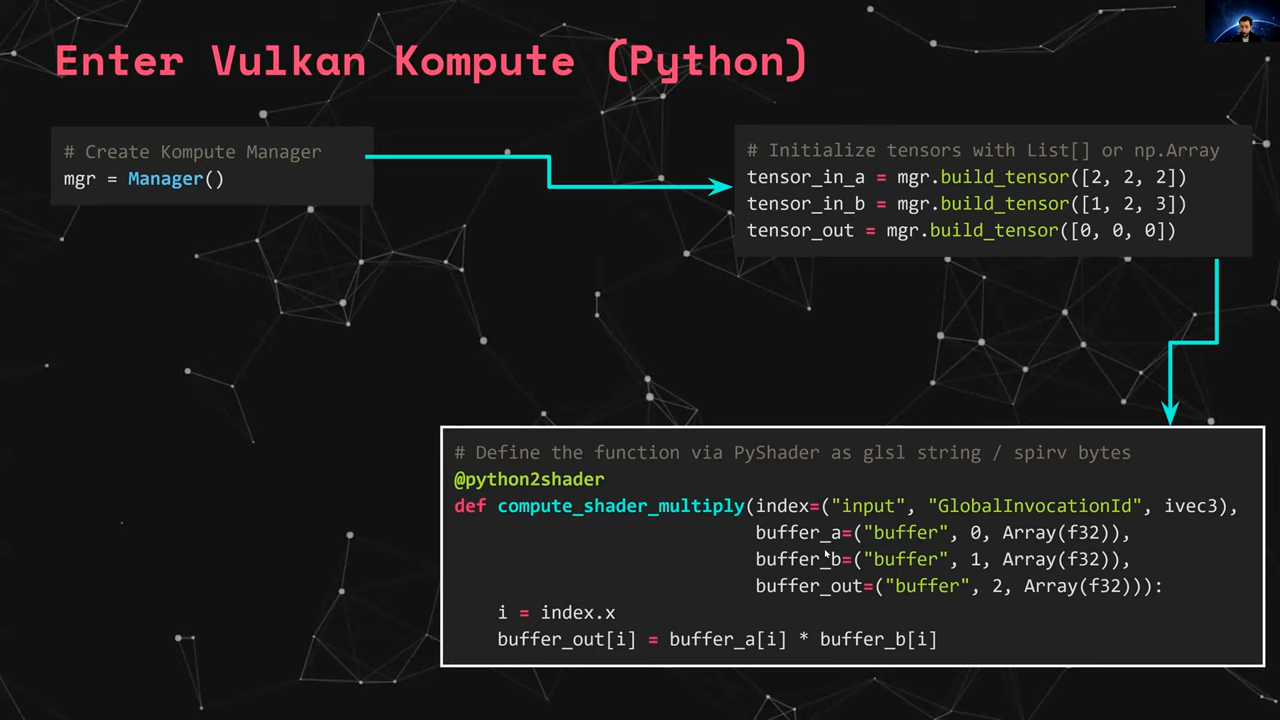 Enter Vulkan Kompute (Python)
# Create Kompute Manager
mgr = Manager()
# Initialize tensors with List[] or np.Array
tensor_in_a = mgr.build_tensor([2, 2, 2])
tensor_in_b = mgr.build_tensor([1, 2, 3])
tensor_out = mgr.build_tensor([0, 0, 0])
# Define the function via PyShader as glsl string / spirv bytes
@python2shader
def compute_shader_multiply(index=("input", "GlobalInvocationId", ivec3),
buffer_a=("buffer", 0, Array(f32)),
buffer_b=("buffer", 1, Array(f32)),
buffer_out=("buffer", 2, Array(f32))):
i = index.x
buffer_out[i] = buffer_a[i] * buffer_b[i]